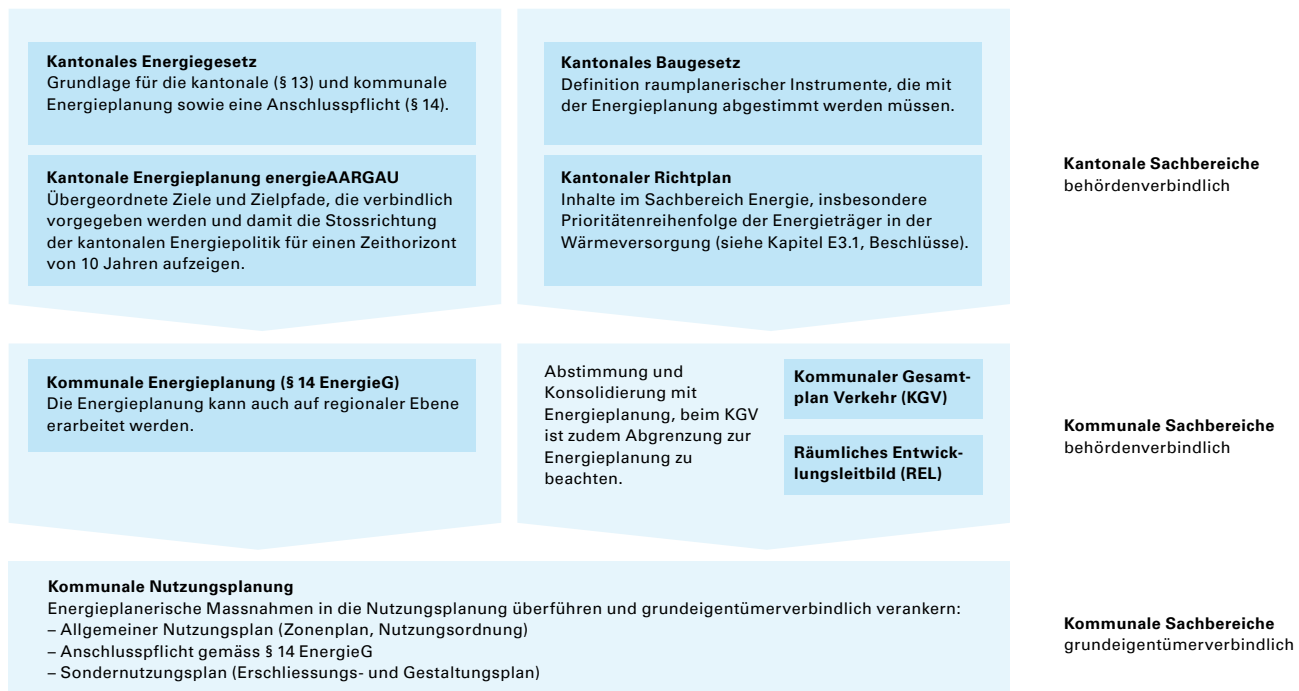 Kantonales Energiegesetz
Grundlage für die kantonale (§ 13) und kommunale
Energieplanung sowie eine Anschlusspflicht (§ 14).
Kantonale Energieplanung energieAARGAU
Übergeordnete Ziele und Zielpfade, die verbindlich
vorgegeben werden und damit die Stossrichtung
der kantonalen Energiepolitik für einen Zeithorizont
von 10 Jahren aufzeigen.
Kantonales Baugesetz
Definition raumplanerischer Instrumente, die mit
der Energieplanung abgestimmt werden müssen.
Kantonaler Richtplan
Inhalte im Sachbereich Energie, insbesondere
Prioritätenreihenfolge der Energieträger in der
Wärmeversorgung (siehe Kapitel E3.1, Beschlüsse).
Kantonale Sachbereiche
behördenverbindlich
Kommunale Energieplanung (§ 14 EnergieG)
Die Energieplanung kann auch auf regionaler Ebene
erarbeitet werden.
Abstimmung und
Konsolidierung mit
Energieplanung, beim KGV
ist zudem Abgrenzung zur
Energieplanung zu
beachten.
Kommunaler Gesamt-
plan Verkehr (KGV)
Räumliches Entwick-
lungsleitbild (REL)
Kommunale Sachbereiche
behördenverbindlich
Kommunale Nutzungsplanung
Energieplanerische Massnahmen in die Nutzungsplanung überführen und grundeigentümerverbindlich verankern:
– Allgemeiner Nutzungsplan (Zonenplan, Nutzungsordnung)
– Anschlusspflicht gemäss § 14 EnergieG
– Sondernutzungsplan (Erschliessungs- und Gestaltungsplan)
Kommunale Sachbereiche
grundeigentümerverbindlich